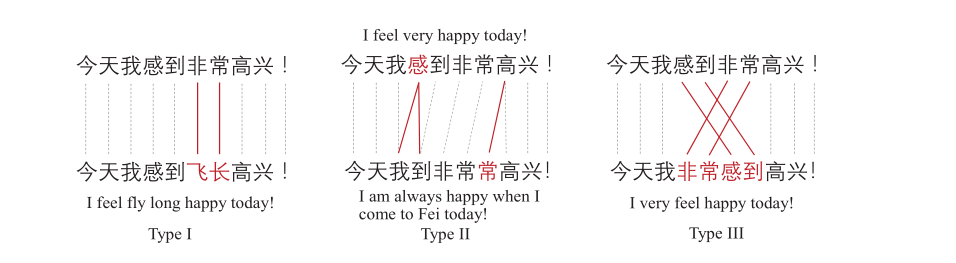 今天我感到非常高兴！
今天我感到飞长高兴！
I feel fly long happy today!
Type I
I feel very happy today!
今天我感到非常高兴！
今天我到非常常高兴!
I am always happy when I
come to Fei today!
Type II
今天我感到非常高兴！
今天我非常感到高兴!
I very feel happy today!
Type III